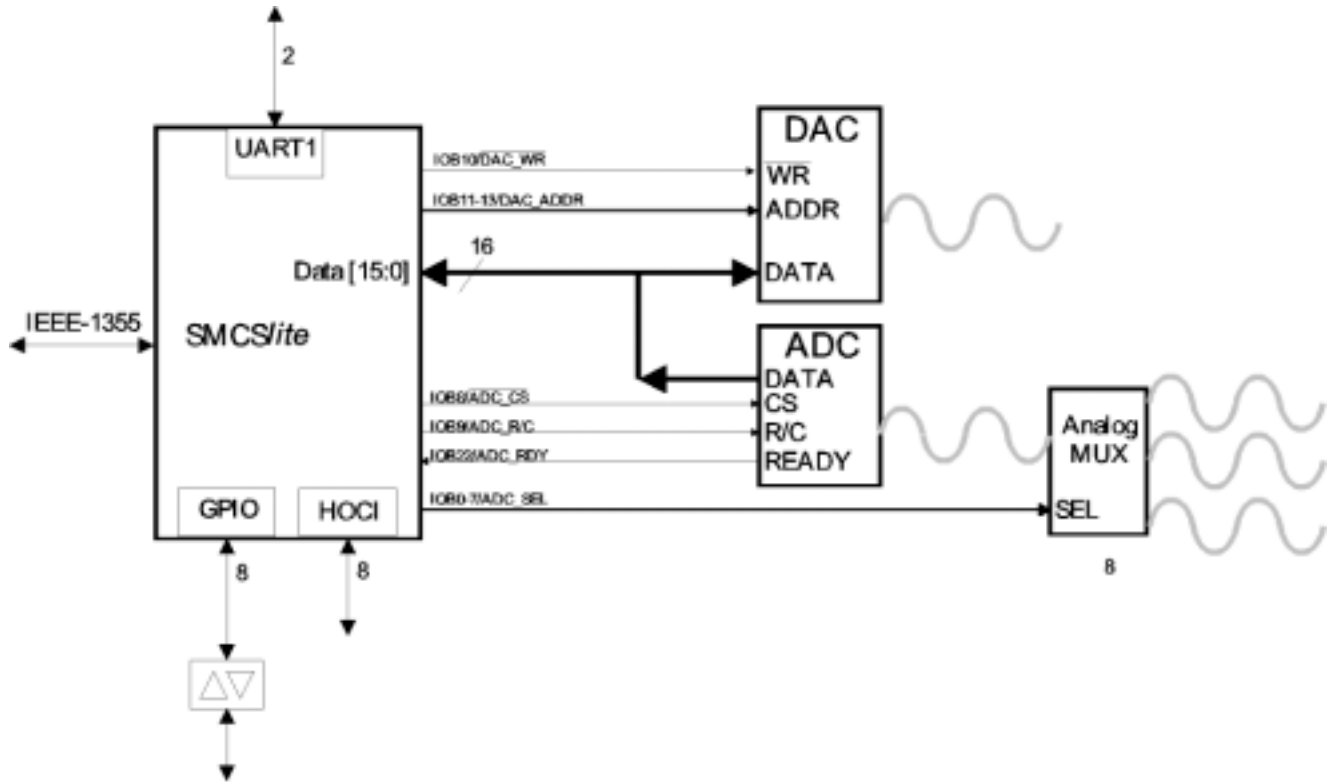 2
UART1
DAC
IOB10/DAC_WR
WR
IOB11-13/DAC_ADDR
ADDR
16
Data [15:0]
DATA
IEEE-1355
SMCSlite
ADC
DATA
IOB8/ADC_CS
CS
IOB9/ADC_R/C
R/C
Analog
MUX
IOB22/ADC_RDY
READY
IOB0-7/ADC_SEL
SEL
GPIO
HOCI
8
8
8